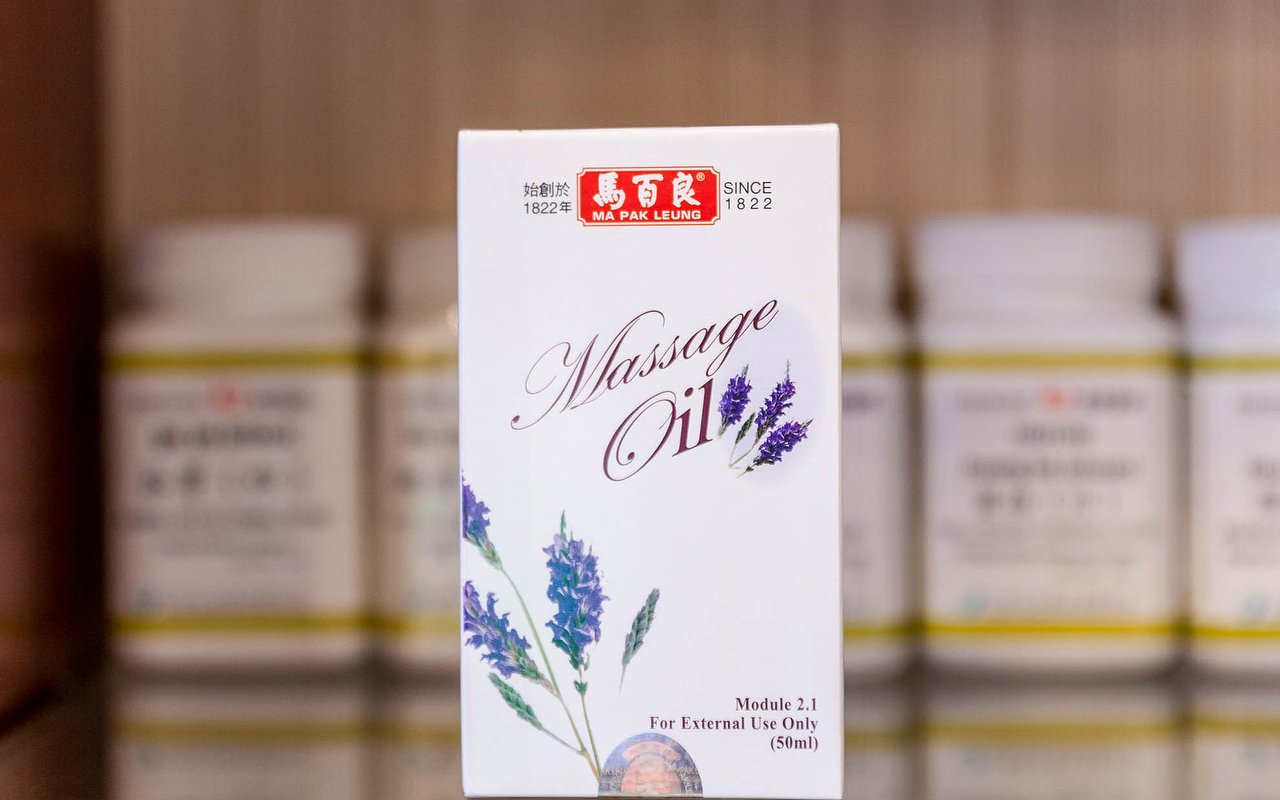 始創於
1822年
馬百良®
MA PAK LEUNG
SINCE
1822
Massage
Oil
Module 2.1
For External Use Only
(50ml)